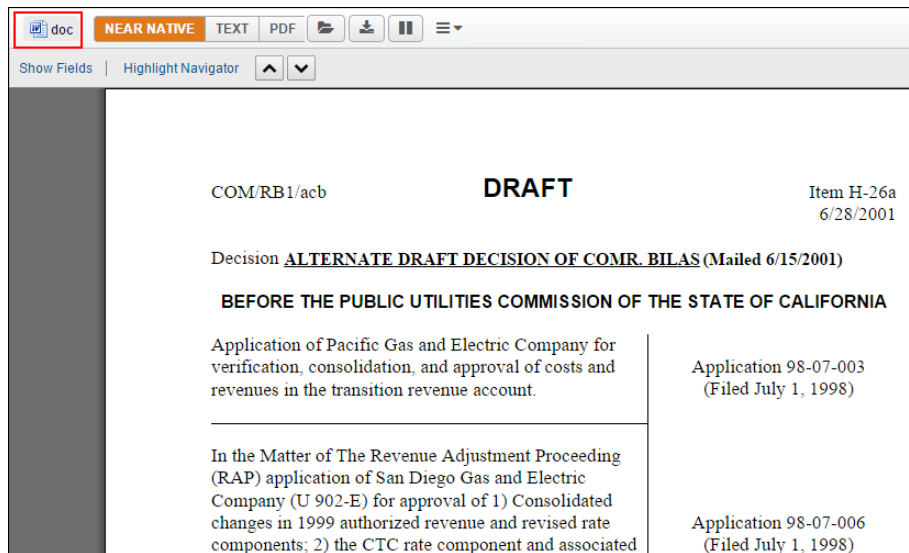 doc NEAR NATIVE TEXT PDF
Show Fields | Highlight Navigator
COM/RB1/acb DRAFT Item H-26a
6/28/2001
Decision ALTERNATE DRAFT DECISION OF COMR. BILAS (Mailed 6/15/2001)
BEFORE THE PUBLIC UTILITIES COMMISSION OF THE STATE OF CALIFORNIA
Application of Pacific Gas and Electric Company for
verification, consolidation, and approval of costs and
revenues in the transition revenue account.
Application 98-07-003
(Filed July 1, 1998)
In the Matter of The Revenue Adjustment Proceeding
(RAP) application of San Diego Gas and Electric
Company (U 902-E) for approval of 1) Consolidated
changes in 1999 authorized revenue and revised rate
components; 2) the CTC rate component and associated
Application 98-07-006
(Filed July 1, 1998)